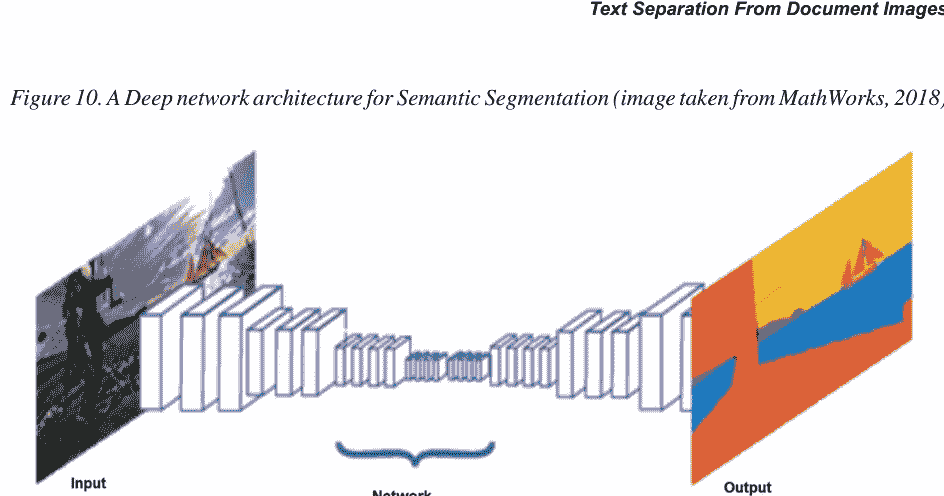 Text Separation From Document Images
Figure 10. A Deep network architecture for Semantic Segmentation (image taken from MathWorks, 2018)
Input
Network
Output